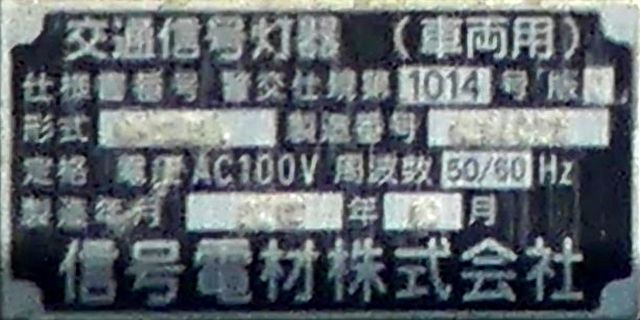 交通信号灯器 (車両用)
仕様書番号 警交仕規第 1014 号 版
形式 製造番号
定格 電圧 AC100V 周波数 50/60 Hz
製造年月 年 月
信号電材株式会社